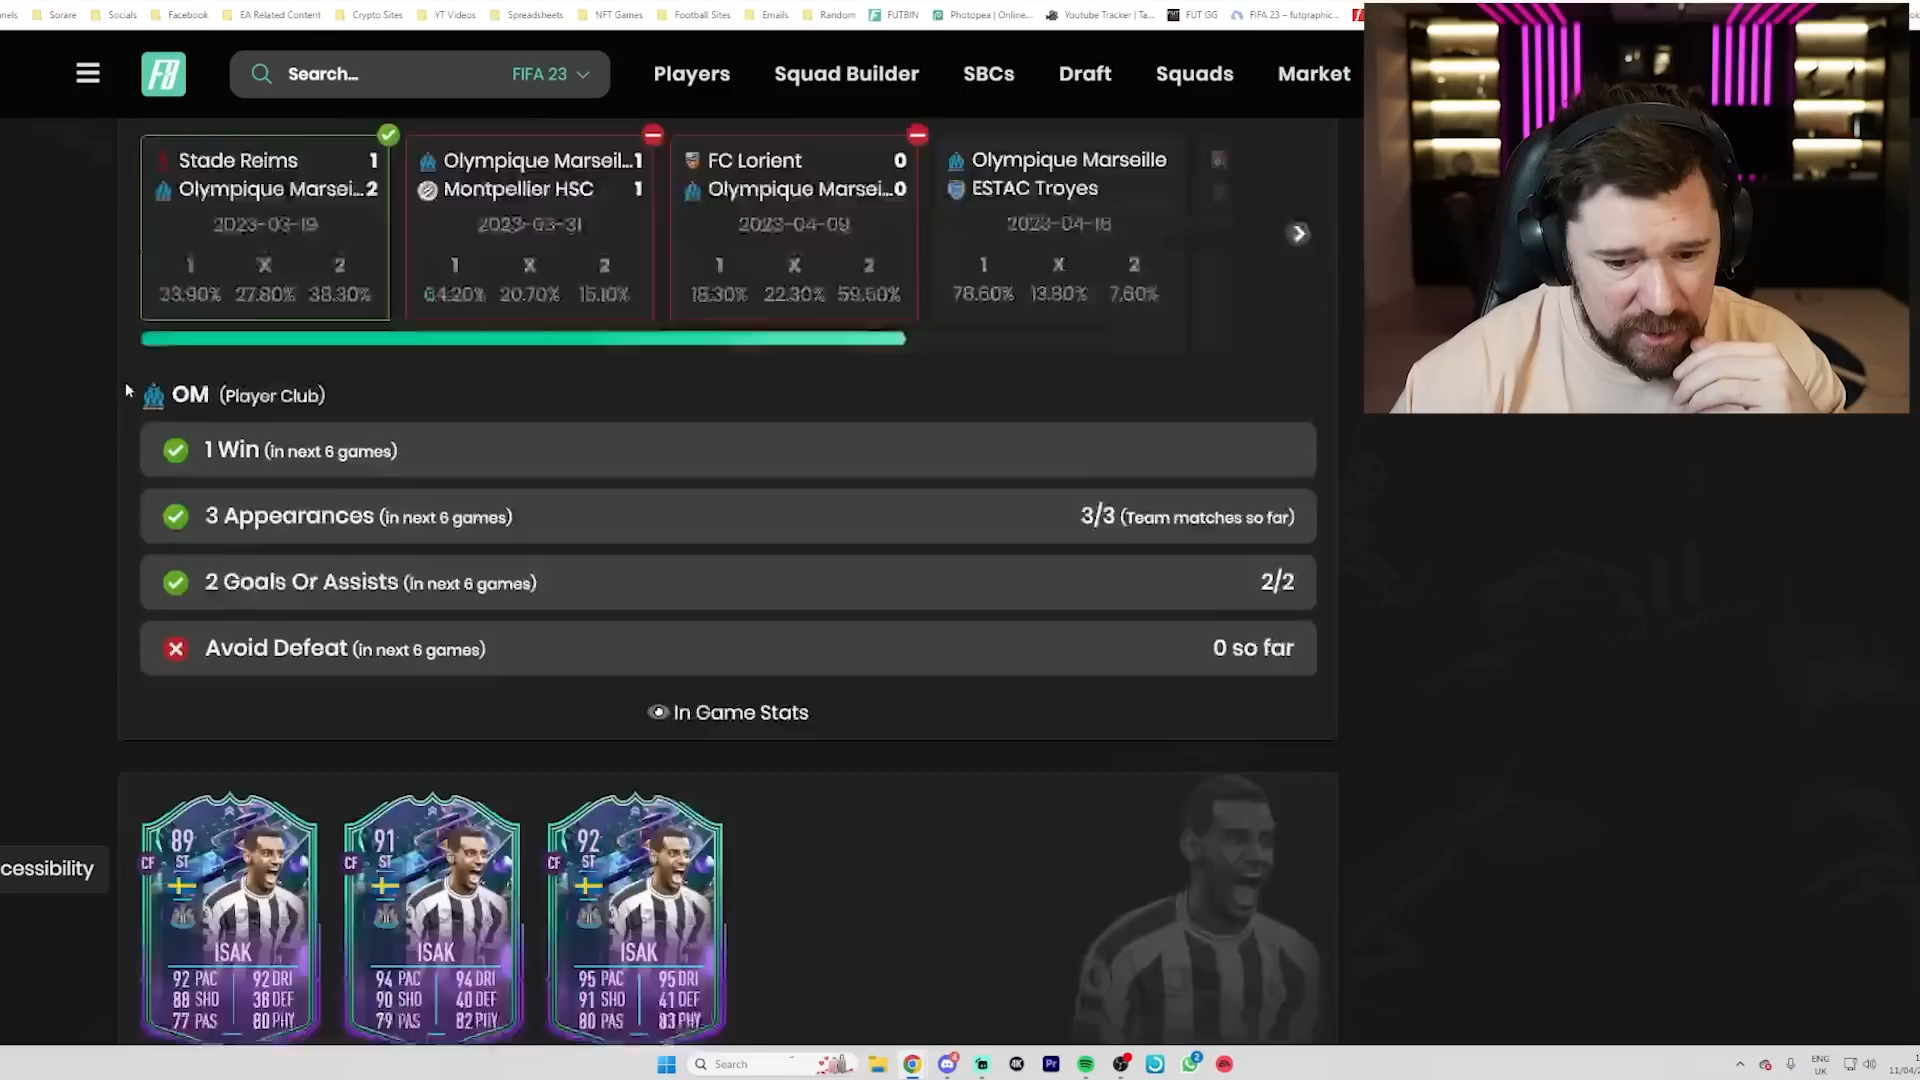 Sorare Facebook EA Related Content Crypto Sites YT Videos Spreadsheets NFT Games Football Sites Emails Random FUTBIN Photopea | Online... Youtube Tracker | Ta... FUT GG FIFA 23 – futgraphic...
Socials
Search... FIFA 23 Players Squad Builder SBCs Draft Squads Market
Stade Reims 1
Olympique Marsei... 2
2023-03-19
1 X 2
33.90% 27.80% 38.30%
Olympique Marseil... 1
Montpellier HSC 1
2023-03-31
1 X 2
64.20% 20.70% 15.10%
FC Lorient 0
Olympique Marsei... 0
2023-04-09
1 X 2
18.30% 22.30% 59.50%
Olympique Marseille
ESTAC Troyes
1 X 2
78.60% 13.80% 7.60%
OM (Player Club)
1 Win (in next 6 games)
3 Appearances (in next 6 games) 3/3 (Team matches so far)
2 Goals Or Assists (in next 6 games) 2/2
Avoid Defeat (in next 6 games) 0 so far
In Game Stats
89
CF ST
ISAK
92 PAC 92 DRI
88 SHO 38 DEF
77 PAS 80 PHY
91
CF ST
ISAK
94 PAC 94 DRI
90 SHO 40 DEF
79 PAS 82 PHY
92
CF ST
ISAK
95 PAC 95 DRI
91 SHO 41 DEF
80 PAS 83 PHY
cessibility
Search
4K
Pr
ENG
UK